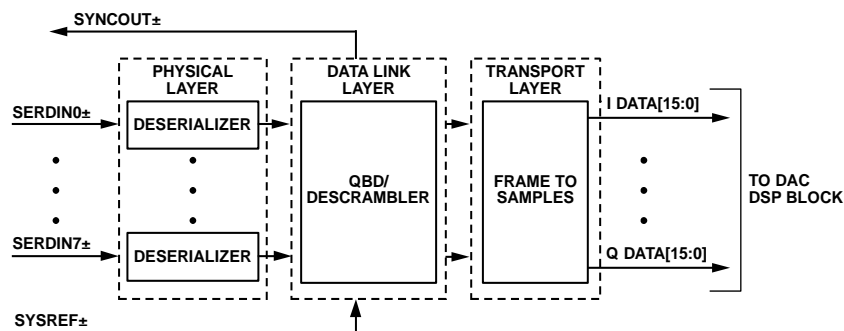 SYNCOUT±
PHYSICAL
LAYER
DATA LINK
LAYER
TRANSPORT
LAYER
SERDIN0±
DESERIALIZER
I DATA[15:0]
QBD/
DESCRAMBLER
FRAME TO
SAMPLES
TO DAC
DSP BLOCK
SERDIN7±
DESERIALIZER
Q DATA[15:0]
SYSREF±